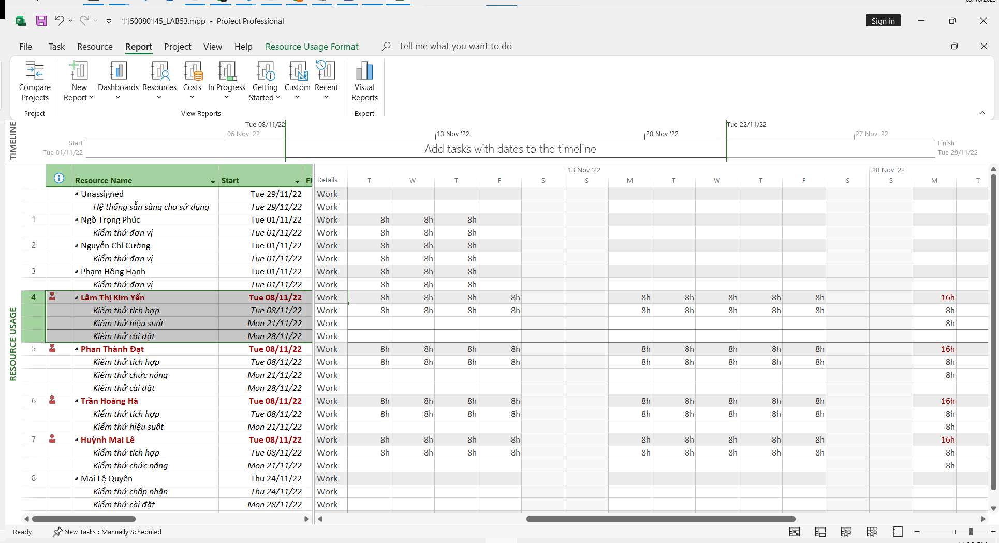 1150080145_LAB53.mpp - Project Professional
Sign in
File Task Resource Report Project View Help Resource Usage Format Tell me what you want to do
Compare Projects
New Report
Dashboards
Resources
Costs
In Progress
Getting Started
Custom
Recent
Visual Reports
Project View Reports Export
TIMELINE
Tue 08/11/22 Tue 22/11/22
06 Nov '22 13 Nov '22 20 Nov '22 27 Nov '22
Start
Tue 01/11/22
Add tasks with dates to the timeline
Finish
Tue 29/11/22
RESOURCE USAGE
13 Nov '22 20 Nov '22
Resource Name Start Fi Details T W T F S S M T W T F S S M T
Unassigned Tue 29/11/22 Work
Hệ thống sẵn sàng cho sử dụng Tue 29/11/22 Work
1 Ngô Trọng Phúc Tue 01/11/22 Work 8h 8h 8h
Kiểm thử đơn vị Tue 01/11/22 Work 8h 8h 8h
2 Nguyễn Chí Cường Tue 01/11/22 Work 8h 8h 8h
Kiểm thử đơn vị Tue 01/11/22 Work 8h 8h 8h
3 Phạm Hồng Hạnh Tue 01/11/22 Work 8h 8h 8h
Kiểm thử đơn vị Tue 01/11/22 Work 8h 8h 8h
4 Lâm Thị Kim Yến Tue 08/11/22 Work 8h 8h 8h 8h 8h 8h 8h 8h 8h 16h
Kiểm thử tích hợp Tue 08/11/22 Work 8h 8h 8h 8h 8h 8h 8h 8h 8h 8h
Kiểm thử hiệu suất Mon 21/11/22 Work 8h
Kiểm thử cài đặt Mon 28/11/22 Work
5 Phan Thành Đạt Tue 08/11/22 Work 8h 8h 8h 8h 8h 8h 8h 8h 8h 16h
Kiểm thử tích hợp Tue 08/11/22 Work 8h 8h 8h 8h 8h 8h 8h 8h 8h 8h
Kiểm thử chức năng Mon 21/11/22 Work 8h
Kiểm thử cài đặt Mon 28/11/22 Work
6 Trần Hoàng Hà Tue 08/11/22 Work 8h 8h 8h 8h 8h 8h 8h 8h 8h 16h
Kiểm thử tích hợp Tue 08/11/22 Work 8h 8h 8h 8h 8h 8h 8h 8h 8h 8h
Kiểm thử hiệu suất Mon 21/11/22 Work 8h
7 Huỳnh Mai Lê Tue 08/11/22 Work 8h 8h 8h 8h 8h 8h 8h 8h 8h 16h
Kiểm thử tích hợp Tue 08/11/22 Work 8h 8h 8h 8h 8h 8h 8h 8h 8h 8h
Kiểm thử chức năng Mon 21/11/22 Work 8h
8 Mai Lệ Quyên Thu 24/11/22 Work
Kiểm thử chấp nhận Thu 24/11/22 Work
Kiểm thử cài đặt Mon 28/11/22 Work
Ready New Tasks : Manually Scheduled